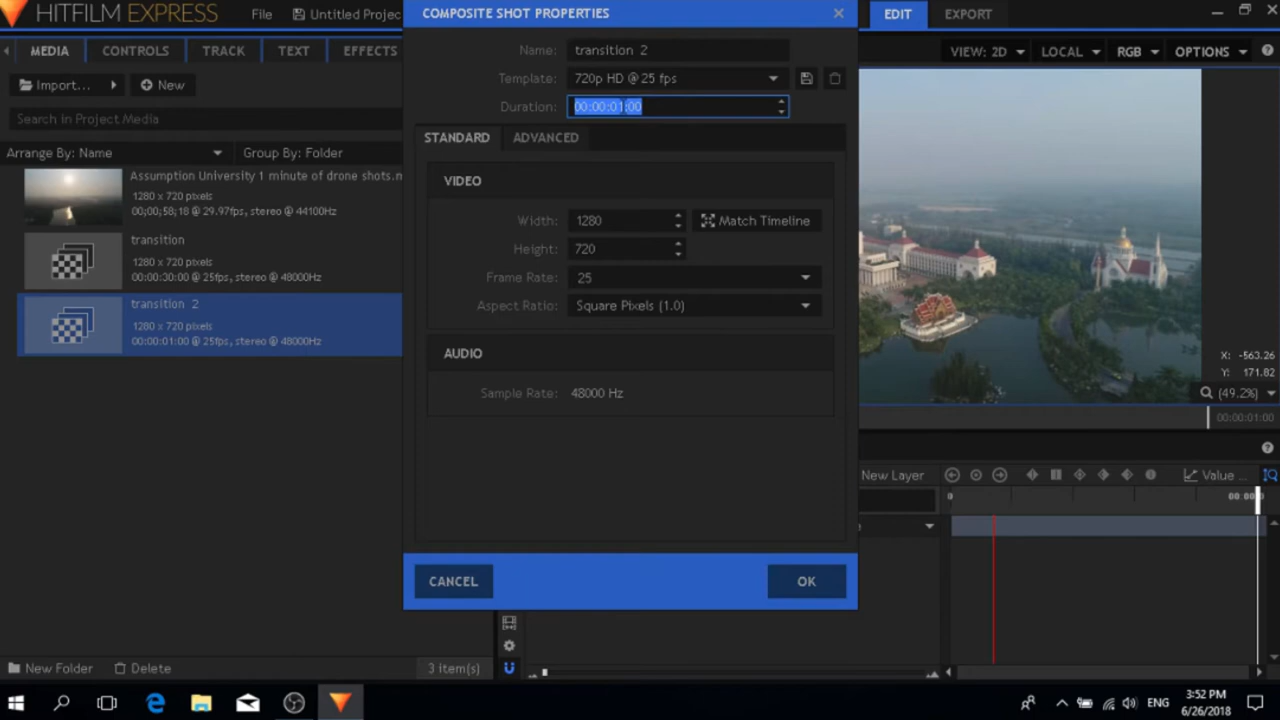 HITFILM EXPRESS
File
Untitled Projec
COMPOSITE SHOT PROPERTIES
EDIT
EXPORT
MEDIA
CONTROLS
TRACK
TEXT
EFFECTS
Name: transition 2
VIEW: 2D
LOCAL
RGB
OPTIONS
Import...
New
Template: 720p HD @ 25 fps
Search in Project Media
Duration: 00:00:01:00
STANDARD
ADVANCED
Arrange By: Name
Group By: Folder
Assumption University 1 minute of drone shots.m
1280 x 720 pixels
00;00;58;18 @ 29.97fps, stereo @ 44100Hz
VIDEO
Width: 1280
Match Timeline
transition
1280 x 720 pixels
00:00:30:00 @ 25fps, stereo @ 48000Hz
Height: 720
Frame Rate: 25
transition 2
1280 x 720 pixels
00:00:01:00 @ 25fps, stereo @ 48000Hz
Aspect Ratio: Square Pixels (1.0)
AUDIO
X: -563.26
Y: 171.82
Sample Rate: 48000 Hz
(49.2%)
00:00:01:00
New Layer
Value
0
CANCEL
OK
New Folder
Delete
3 item(s)
ENG
3:52 PM
6/26/2018